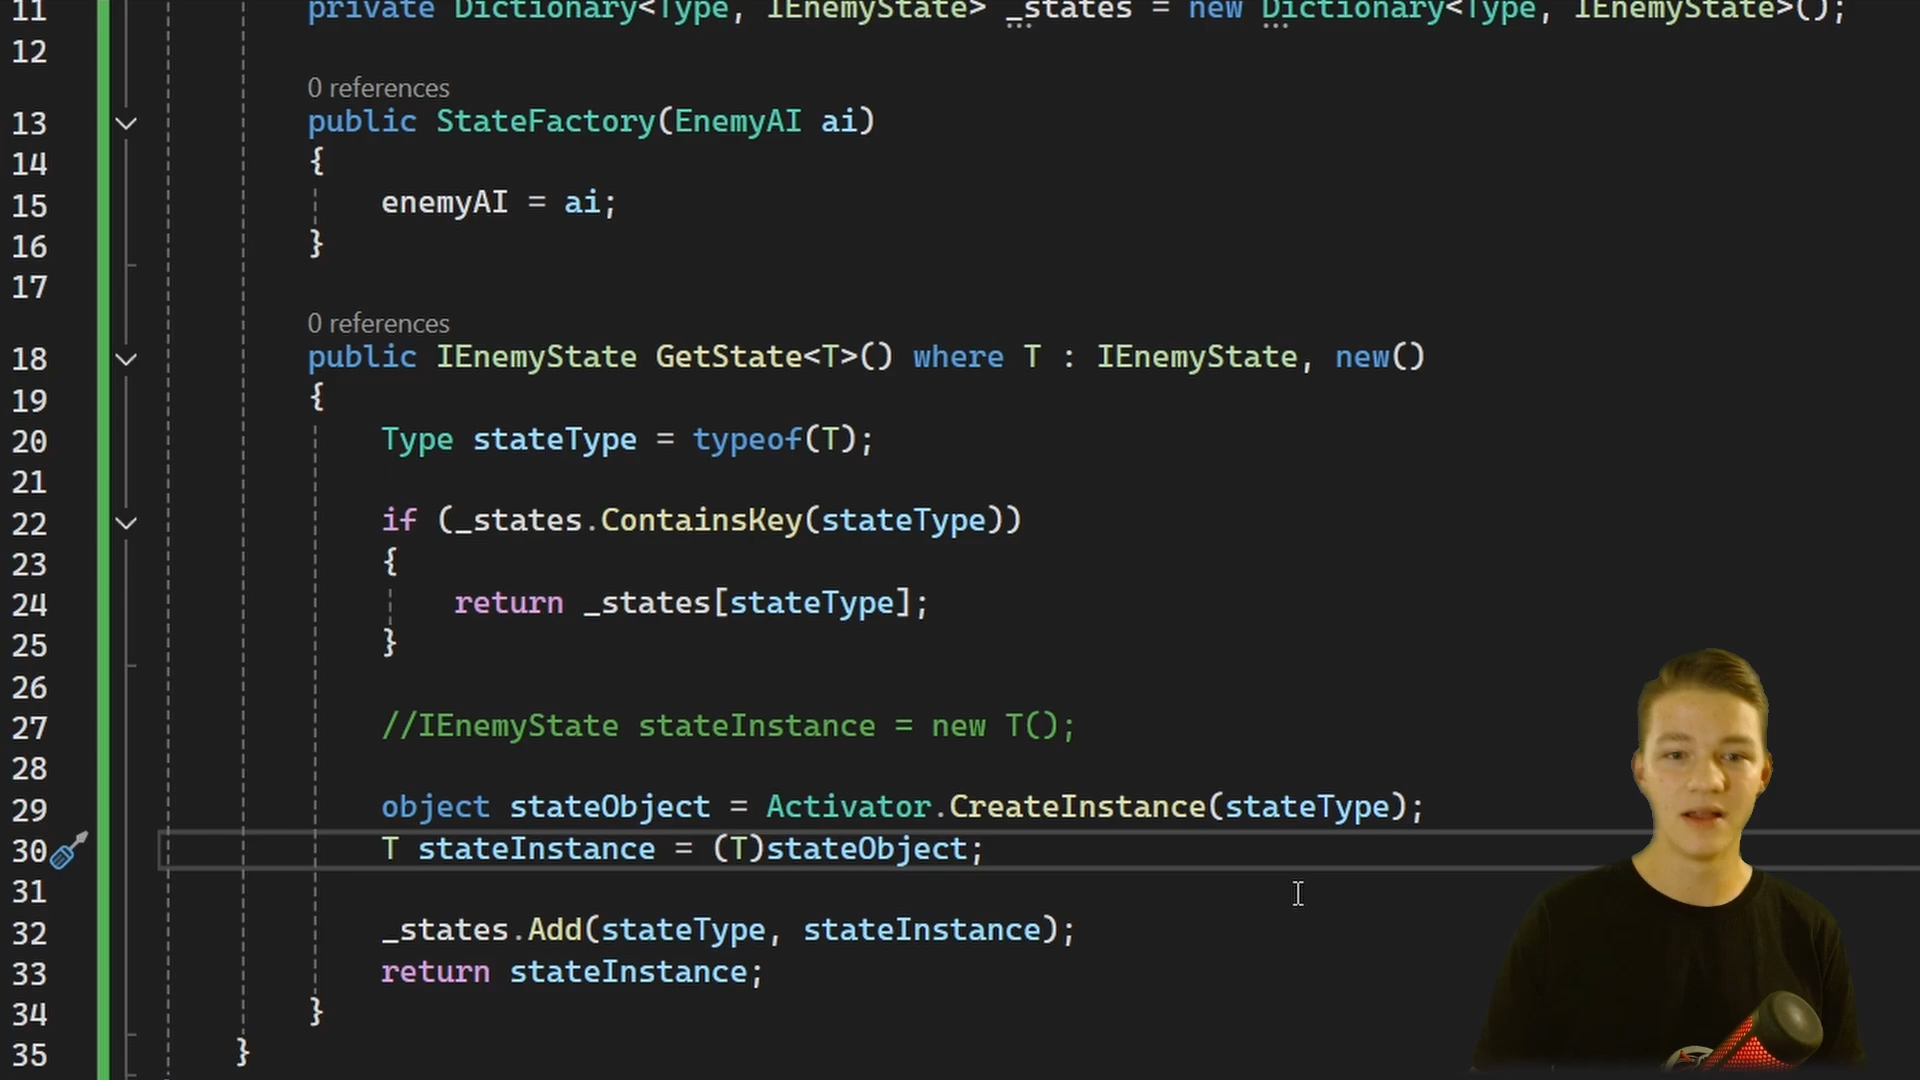 11 private Dictionary<Type, IEnemyState> _states = new Dictionary<Type, IEnemyState>();
12
0 references
13 public StateFactory(EnemyAI ai)
14 {
15 enemyAI = ai;
16 }
17
0 references
18 public IEnemyState GetState<T>() where T : IEnemyState, new()
19 {
20 Type stateType = typeof(T);
21
22 if (_states.ContainsKey(stateType))
23 {
24 return _states[stateType];
25 }
26
27 //IEnemyState stateInstance = new T();
28
29 object stateObject = Activator.CreateInstance(stateType);
30 T stateInstance = (T)stateObject;
31
32 _states.Add(stateType, stateInstance);
33 return stateInstance;
34 }
35 }